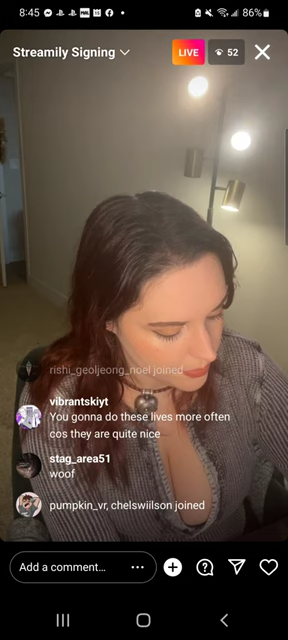 8:45
86%
Streamily Signing
LIVE
52
rishi_geoljeong_noel joined
vibrantskiyt
You gonna do these lives more often
cos they are quite nice
stag_area51
woof
pumpkin_vr, chelswiilson joined
Add a comment...